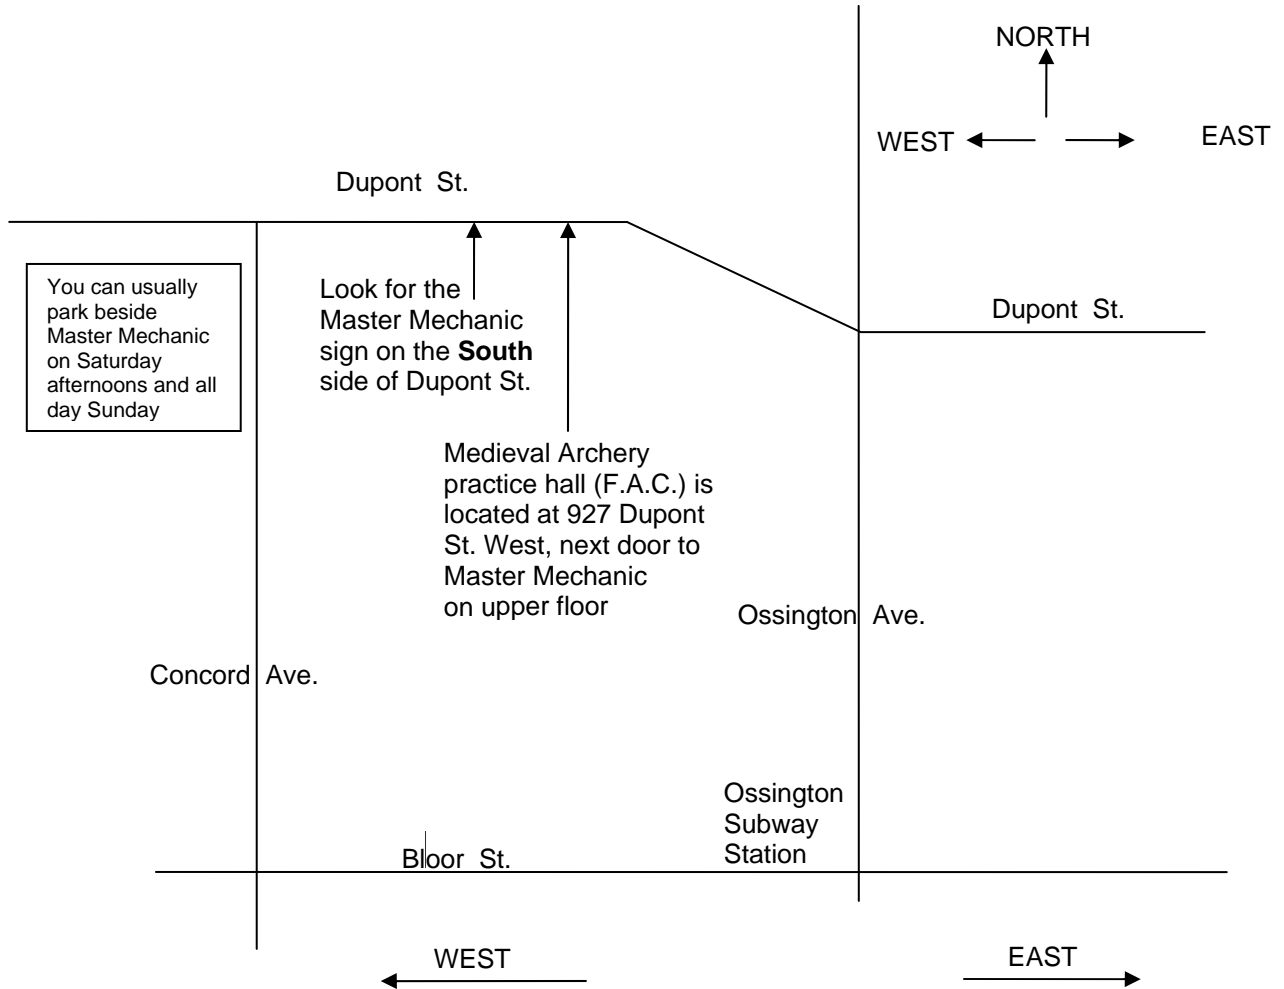 NORTH
WEST
EAST
Dupont St.
You can usually
park beside
Master Mechanic
on Saturday
afternoons and all
day Sunday
Look for the
Master Mechanic
sign on the South
side of Dupont St.
Dupont St.
Medieval Archery
practice hall (F.A.C.) is
located at 927 Dupont
St. West, next door to
Master Mechanic
on upper floor
Ossington Ave.
Concord Ave.
Ossington
Subway
Station
Bloor St.
WEST
EAST